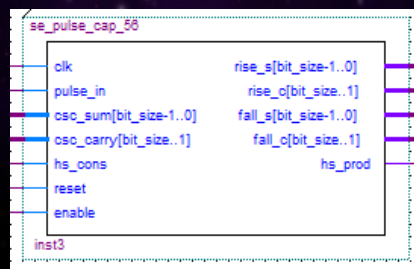 se_pulse_cap_56
clk rise_s[bit_size-1..0]
pulse_in rise_c[bit_size..1]
csc_sum[bit_size-1..0] fall_s[bit_size-1..0]
csc_carry[bit_size..1] fall_c[bit_size..1]
hs_cons hs_prod
reset
enable
inst3